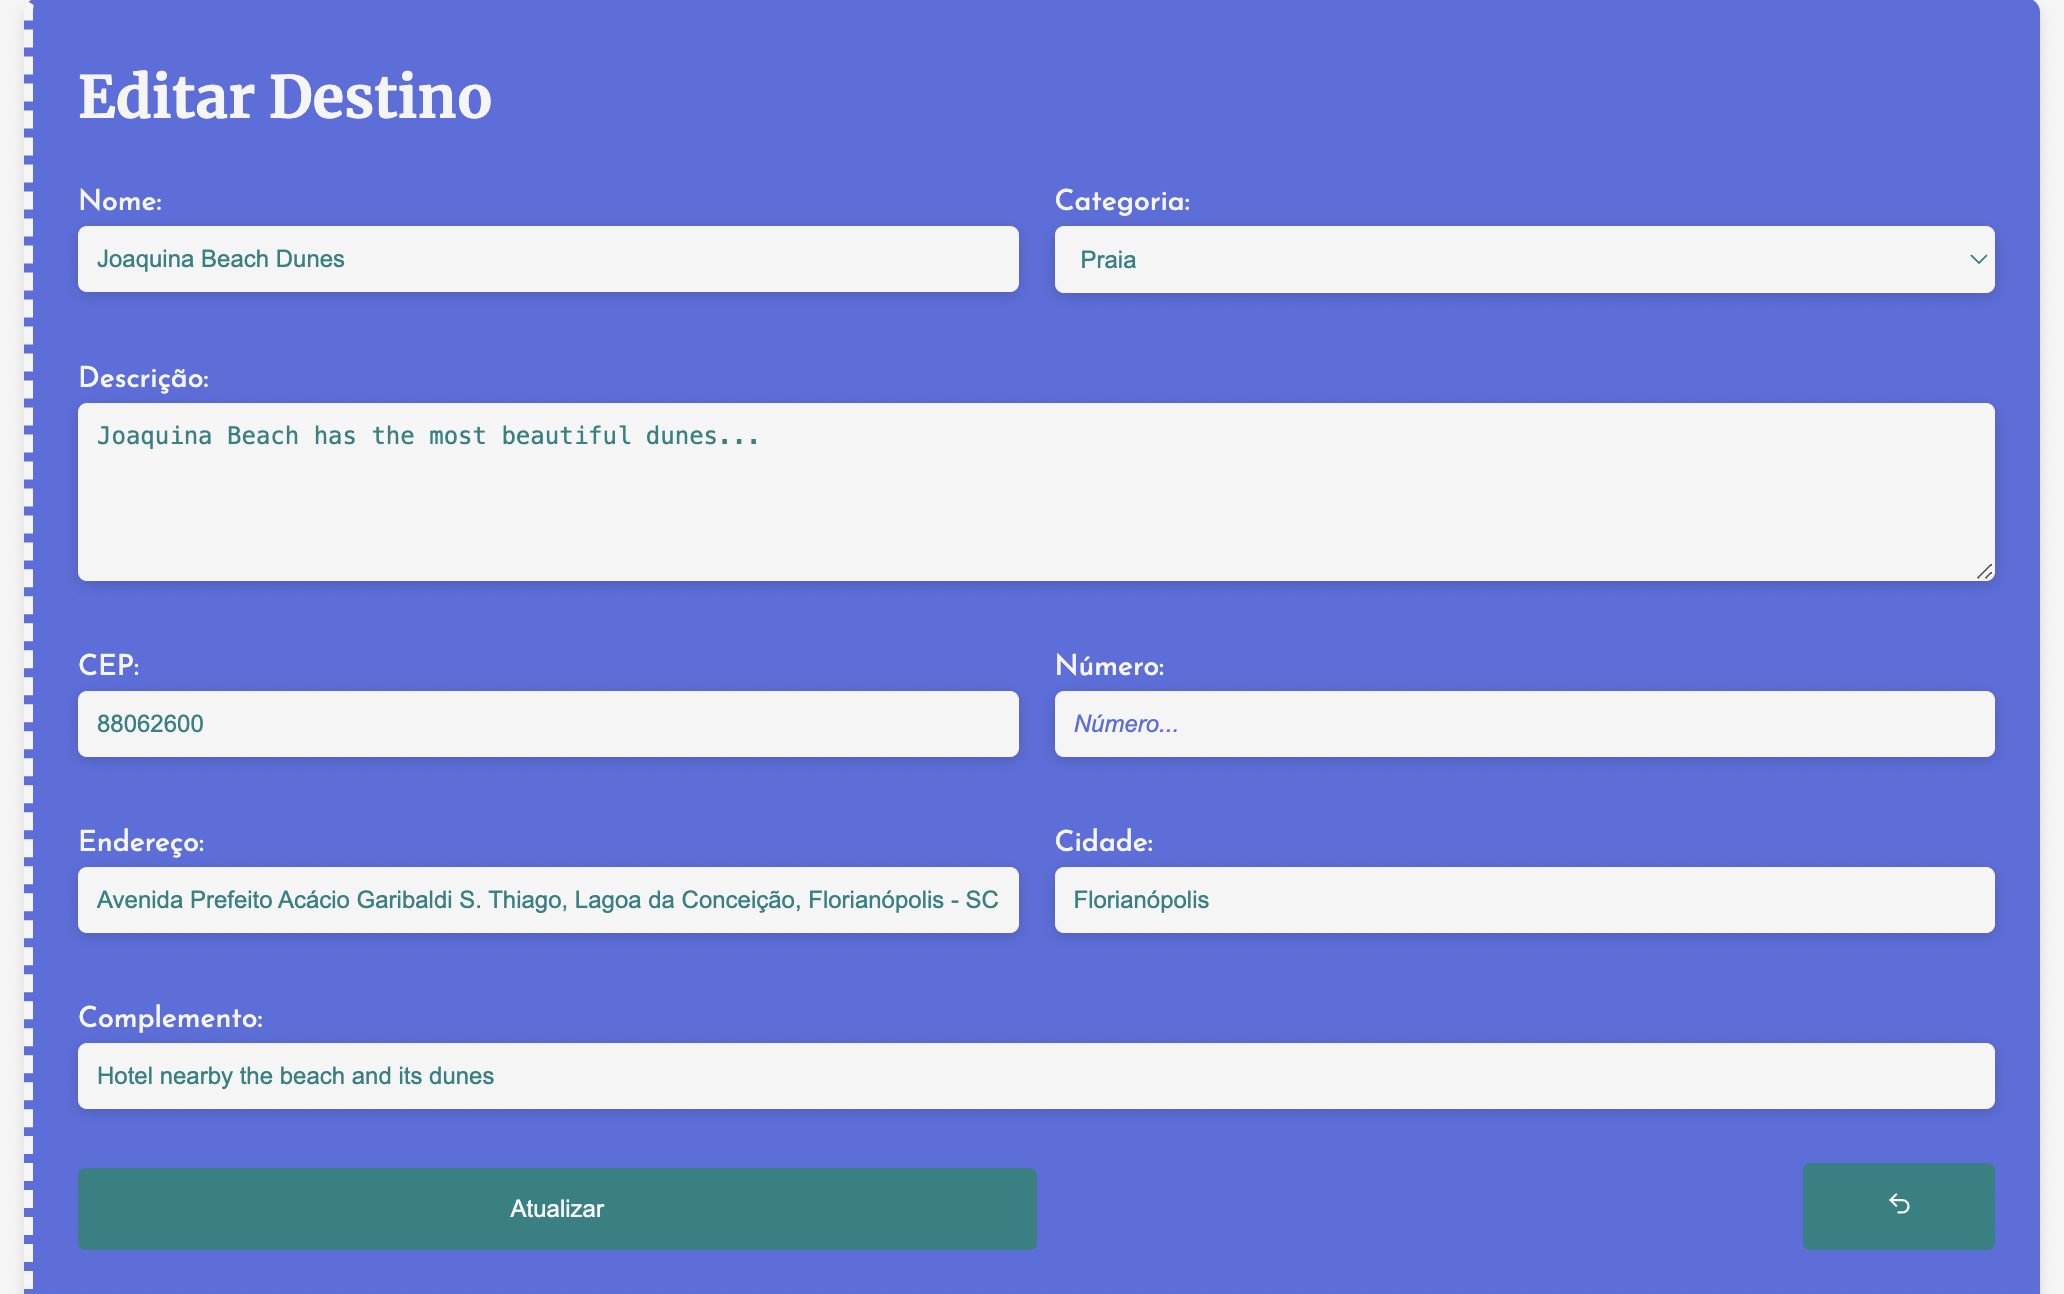 Editar Destino
Nome:
Categoria:
Joaquina Beach Dunes
Praia
Descrição:
Joaquina Beach has the most beautiful dunes...
CEP:
Número:
88062600
Número...
Endereço:
Cidade:
Avenida Prefeito Acácio Garibaldi S. Thiago, Lagoa da Conceição, Florianópolis - SC
Florianópolis
Complemento:
Hotel nearby the beach and its dunes
Atualizar